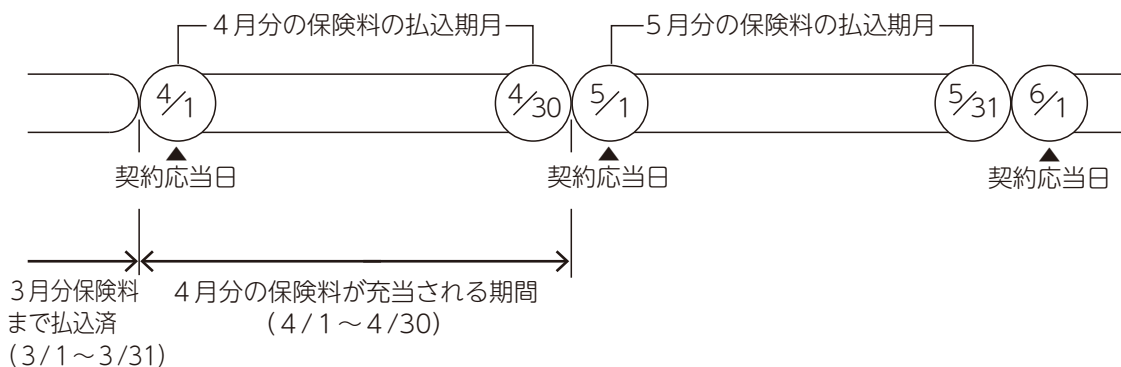 4月分の保険料の払込期月
5月分の保険料の払込期月
4/1
4/30
5/1
5/31
6/1
契約応当日
契約応当日
契約応当日
3月分保険料
まで払込済
(3/1～3/31)
4月分の保険料が充当される期間
(4/1～4/30)